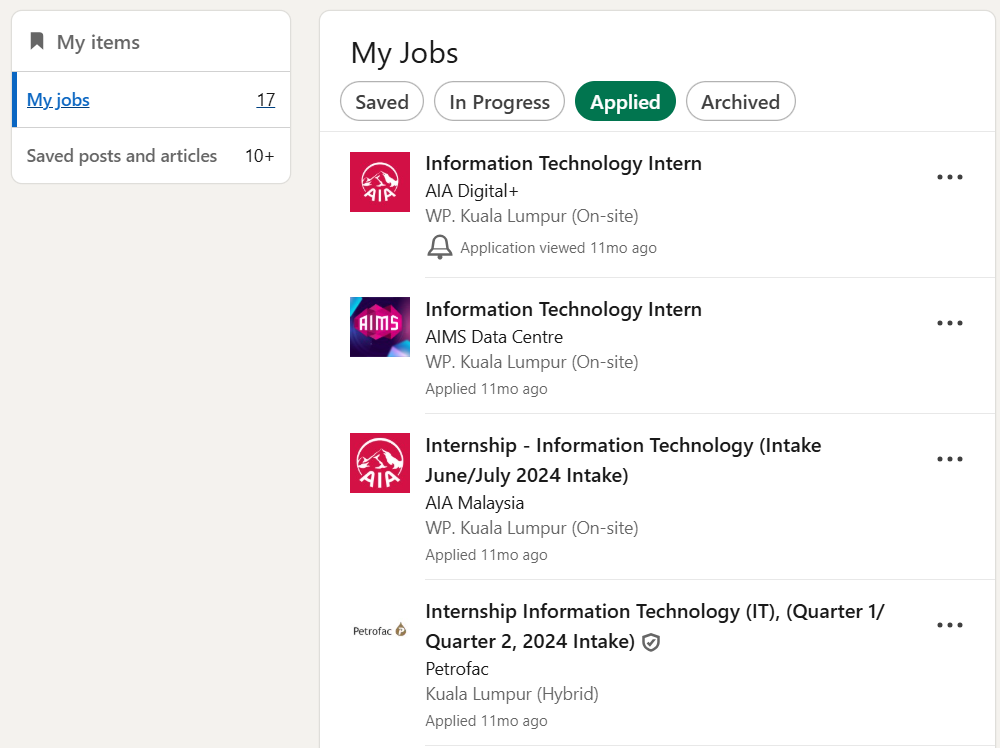 My items
My jobs 17
Saved posts and articles 10+
My Jobs
Saved In Progress Applied Archived
AIA
Information Technology Intern
AIA Digital+
WP. Kuala Lumpur (On-site)
Application viewed 11mo ago
AIMS
Information Technology Intern
AIMS Data Centre
WP. Kuala Lumpur (On-site)
Applied 11mo ago
AIA
Internship - Information Technology (Intake
June/July 2024 Intake)
AIA Malaysia
WP. Kuala Lumpur (On-site)
Applied 11mo ago
Petrofac
Internship Information Technology (IT), (Quarter 1/
Quarter 2, 2024 Intake)
Petrofac
Kuala Lumpur (Hybrid)
Applied 11mo ago